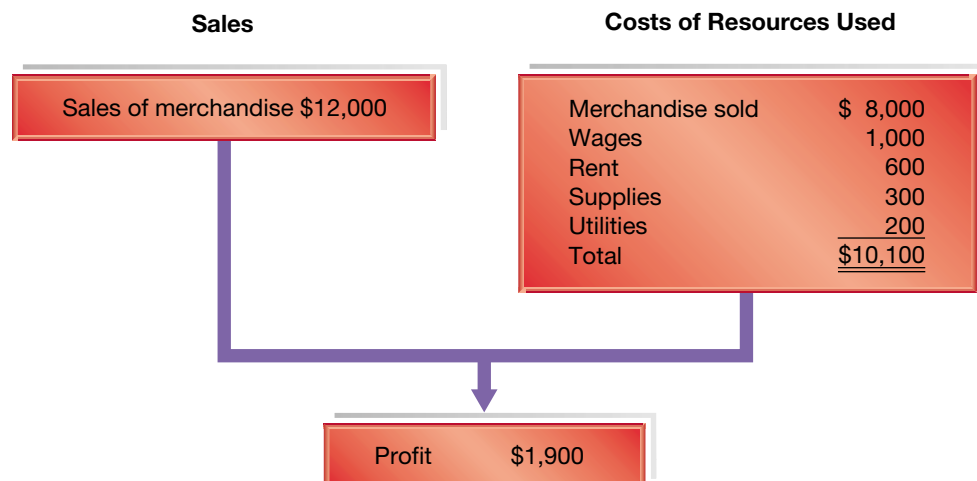 Sales
Costs of Resources Used
Sales of merchandise $12,000
Merchandise sold $ 8,000
Wages 1,000
Rent 600
Supplies 300
Utilities 200
Total $10,100
Profit $1,900